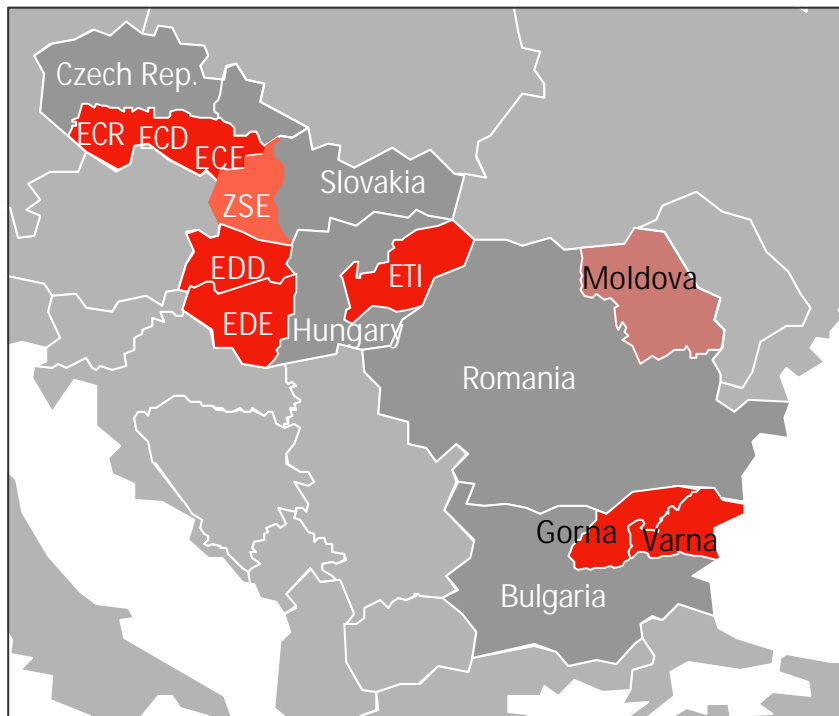 Czech Rep.
ECR
ECD
ECE
Slovakia
ZSE
EDD
ETI
Moldova
EDE
Hungary
Romania
Gorna
Varna
Bulgaria